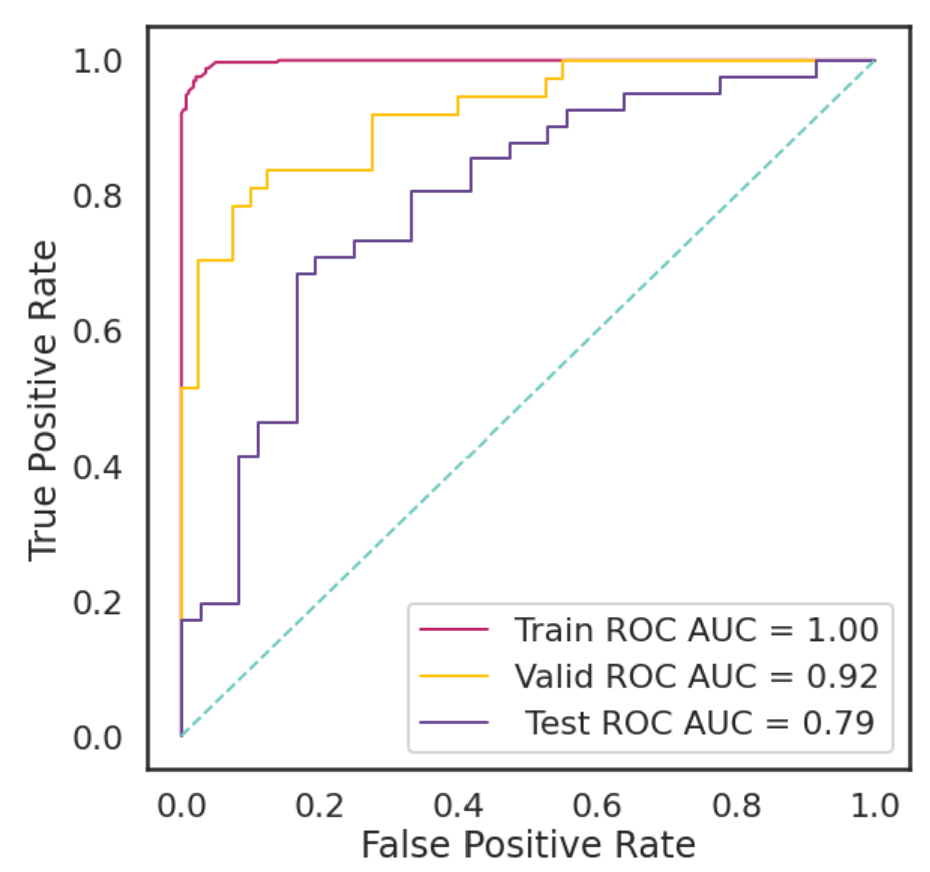 1.0
0.8
0.6
0.4
0.2
0.0
True Positive Rate
Train ROC AUC = 1.00
Valid ROC AUC = 0.92
Test ROC AUC = 0.79
0.0 0.2 0.4 0.6 0.8 1.0
False Positive Rate